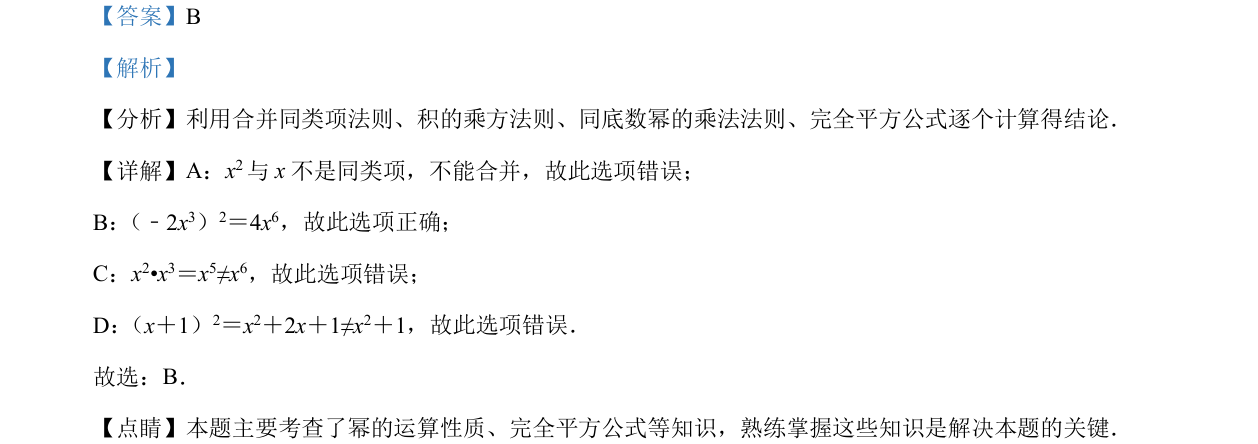 【答案】B
【解析】
【分析】利用合并同类项法则、积的乘方法则、同底数幂的乘法法则、完全平方公式逐个计算得结论．
【详解】A：x²与 x 不是同类项，不能合并，故此选项错误；
B：（﹣2x³）²＝4x⁶，故此选项正确；
C：x²•x³＝x⁵≠x⁶，故此选项错误；
D：（x＋1）²＝x²＋2x＋1≠x²＋1，故此选项错误．
故选：B．
【点睛】本题主要考查了幂的运算性质、完全平方公式等知识，熟练掌握这些知识是解决本题的关键．